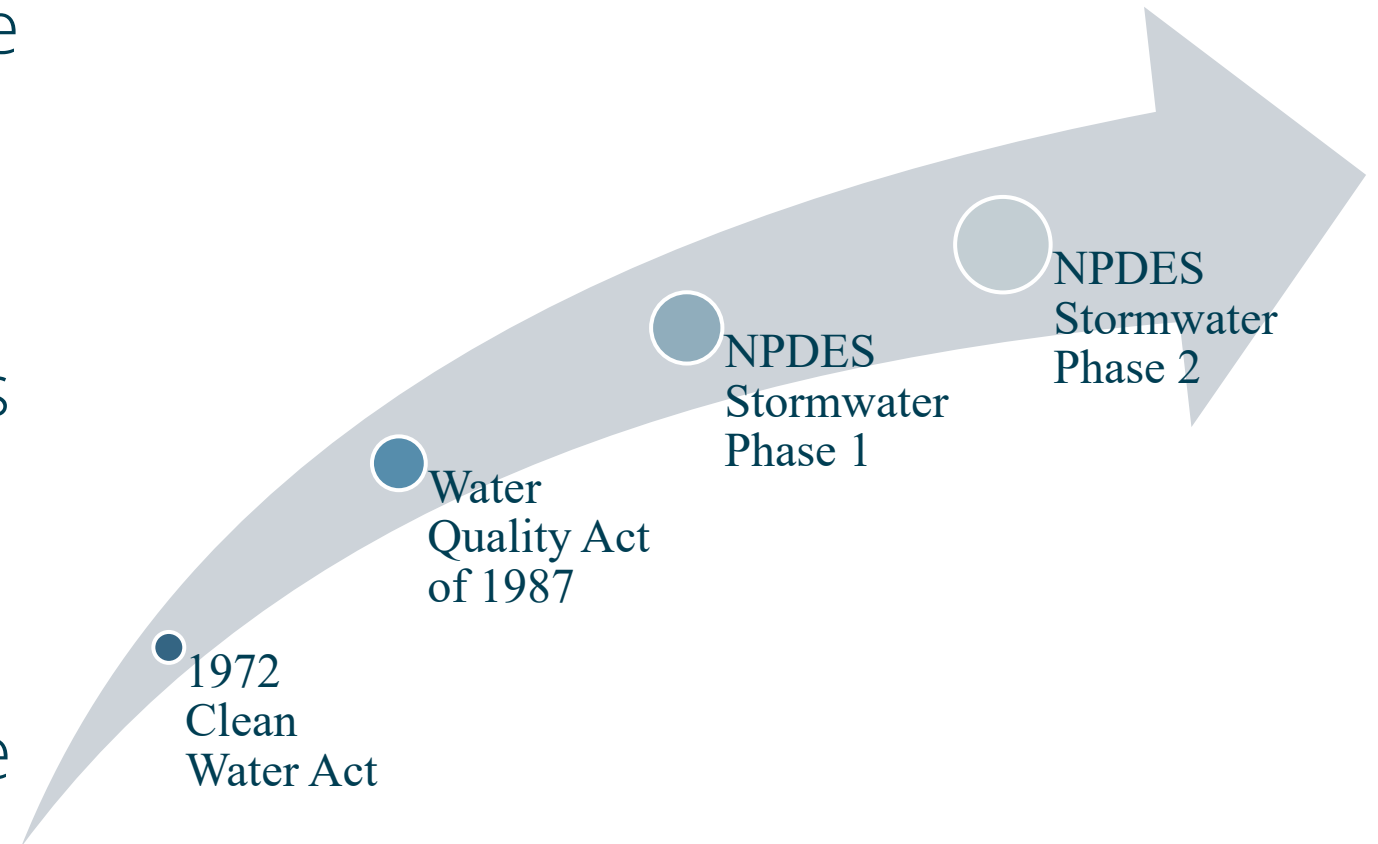 e
s
e
NPDES
Stormwater
Phase 2
NPDES
Stormwater
Phase 1
Water
Quality Act
of 1987
1972
Clean
Water Act